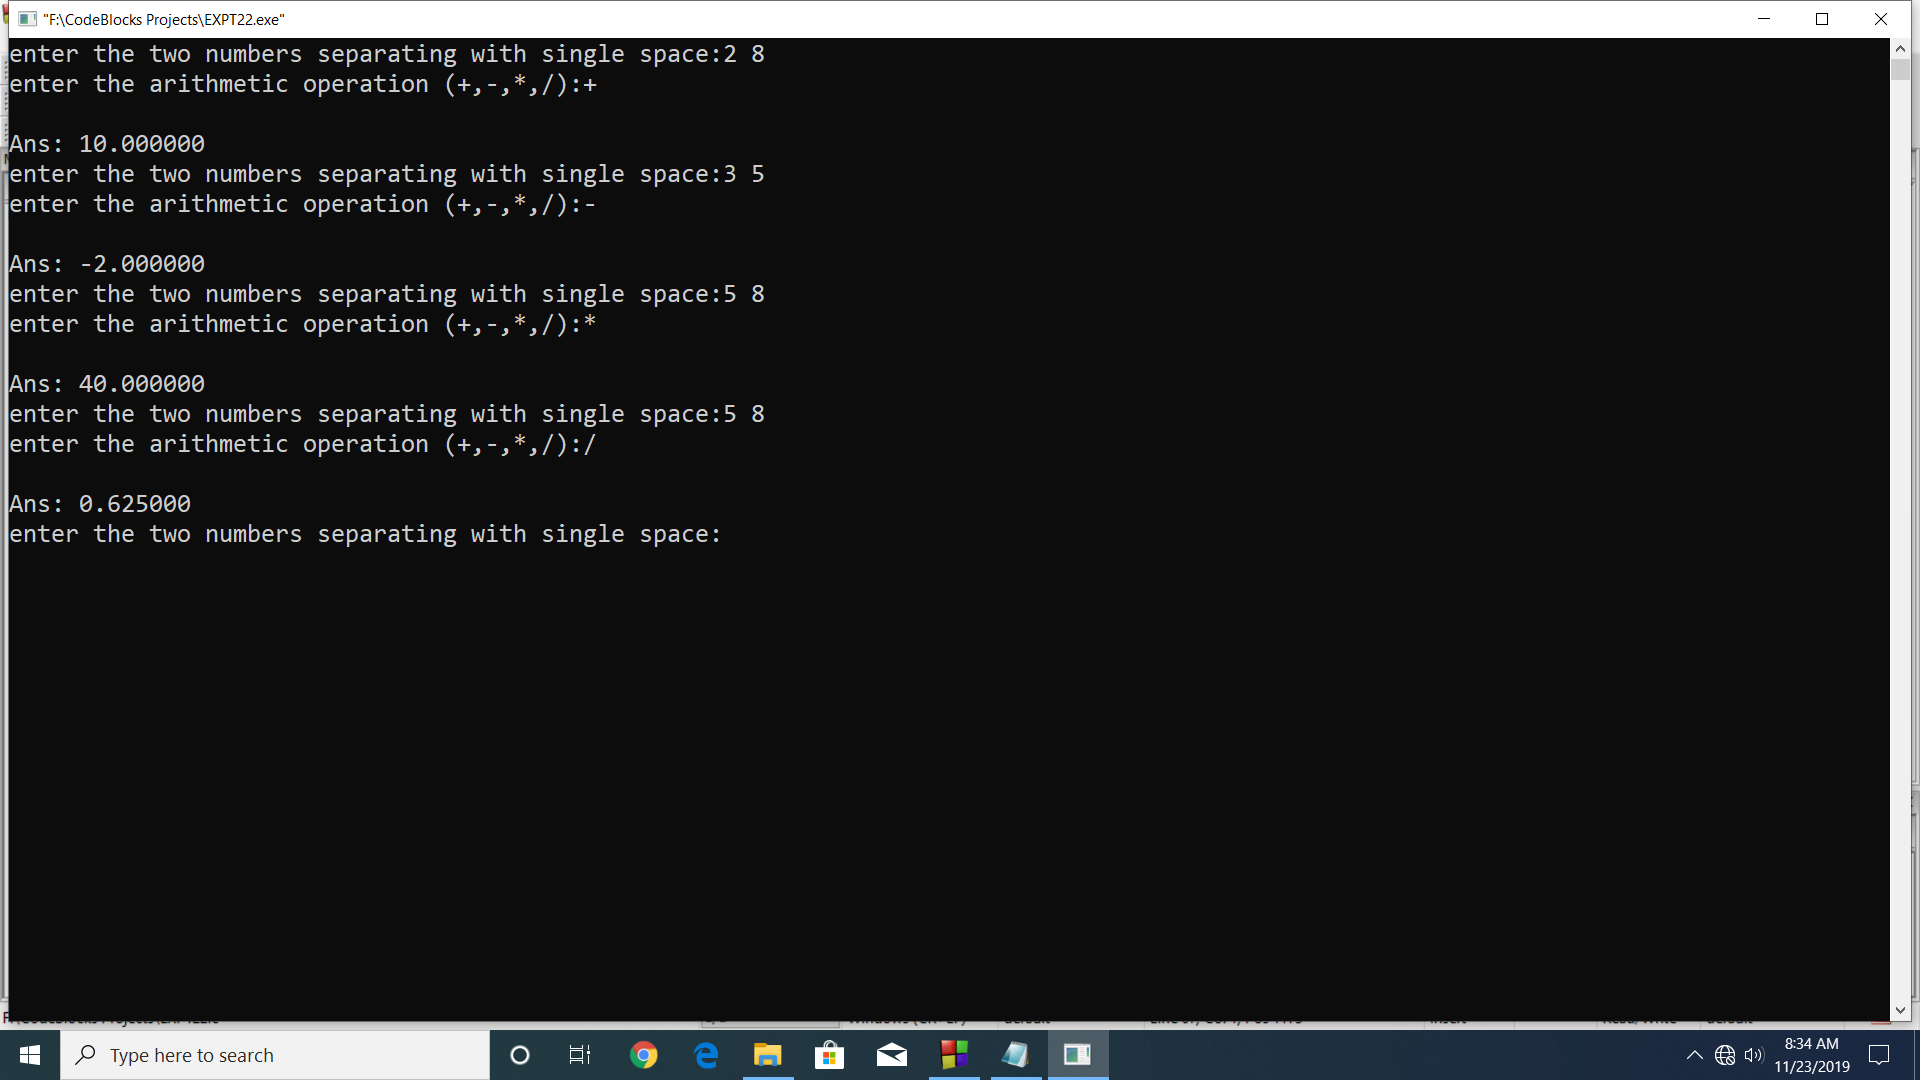 "F:\CodeBlocks Projects\EXPT22.exe"
enter the two numbers separating with single space:2 8
enter the arithmetic operation (+,-,*,/):+
Ans: 10.000000
enter the two numbers separating with single space:3 5
enter the arithmetic operation (+,-,*,/):-
Ans: -2.000000
enter the two numbers separating with single space:5 8
enter the arithmetic operation (+,-,*,/):*
Ans: 40.000000
enter the two numbers separating with single space:5 8
enter the arithmetic operation (+,-,*,/):/
Ans: 0.625000
enter the two numbers separating with single space:
Type here to search
8:34 AM
11/23/2019